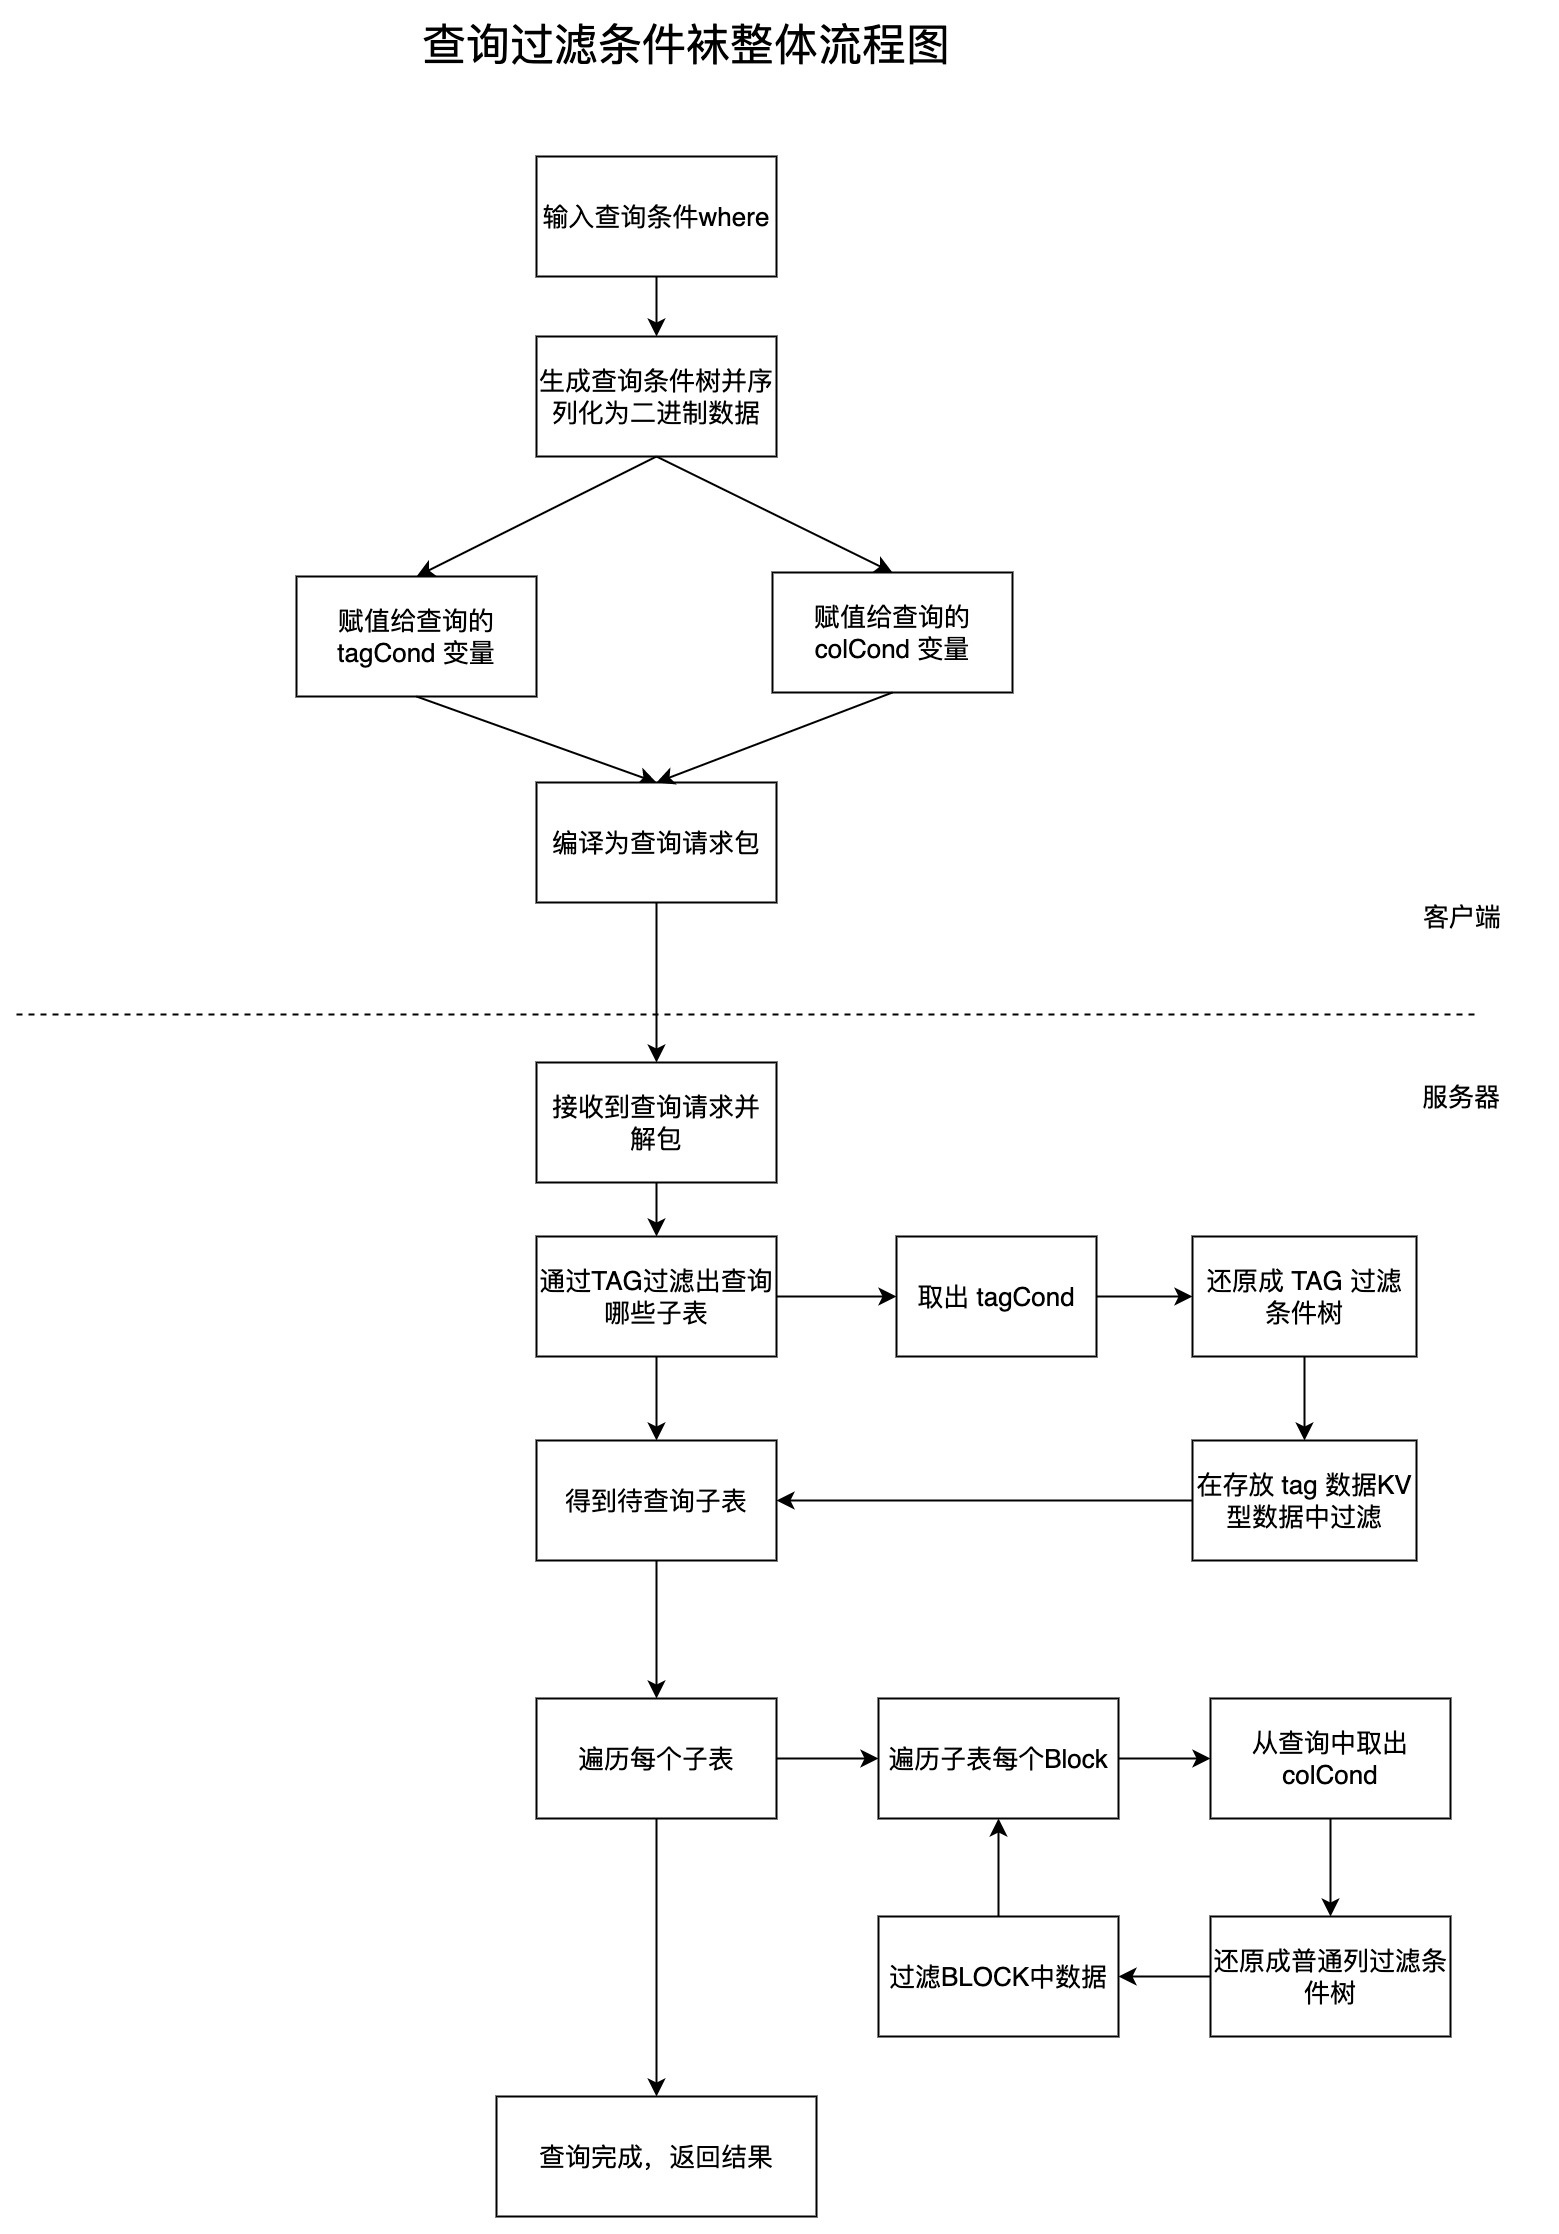 查询过滤条件袜整体流程图
输入查询条件where
生成查询条件树并序
列化为二进制数据
赋值给查询的
tagCond 变量
赋值给查询的
colCond 变量
编译为查询请求包
客户端
服务器
接收到查询请求并
解包
通过TAG过滤出查询
哪些子表
取出 tagCond
还原成 TAG 过滤
条件树
得到待查询子表
在存放 tag 数据KV
型数据中过滤
遍历每个子表
遍历子表每个Block
从查询中取出
colCond
过滤BLOCK中数据
还原成普通列过滤条
件树
查询完成，返回结果